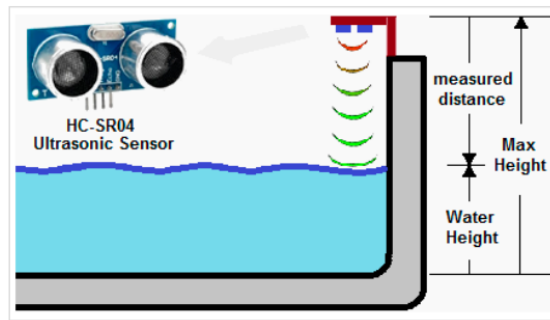 HC-SR04
Ultrasonic Sensor
measured
distance
Max
Height
Water
Height